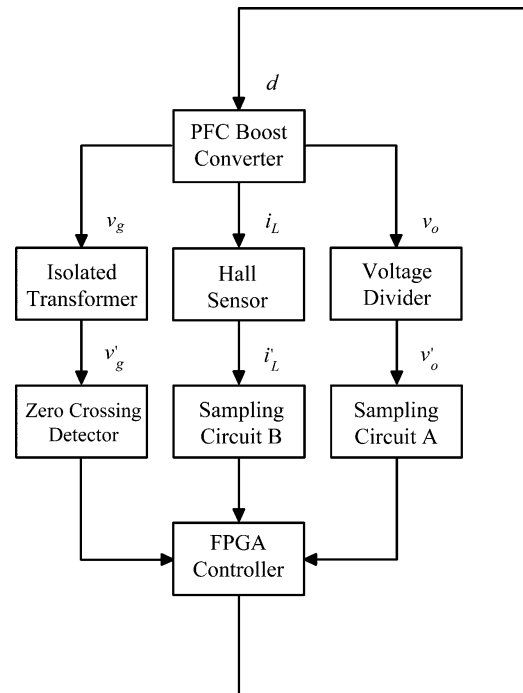 d
PFC Boost
Converter
v_g
i_L
v_o
Isolated
Transformer
Hall
Sensor
Voltage
Divider
v'_g
i'_L
v'_o
Zero Crossing
Detector
Sampling
Circuit B
Sampling
Circuit A
FPGA
Controller